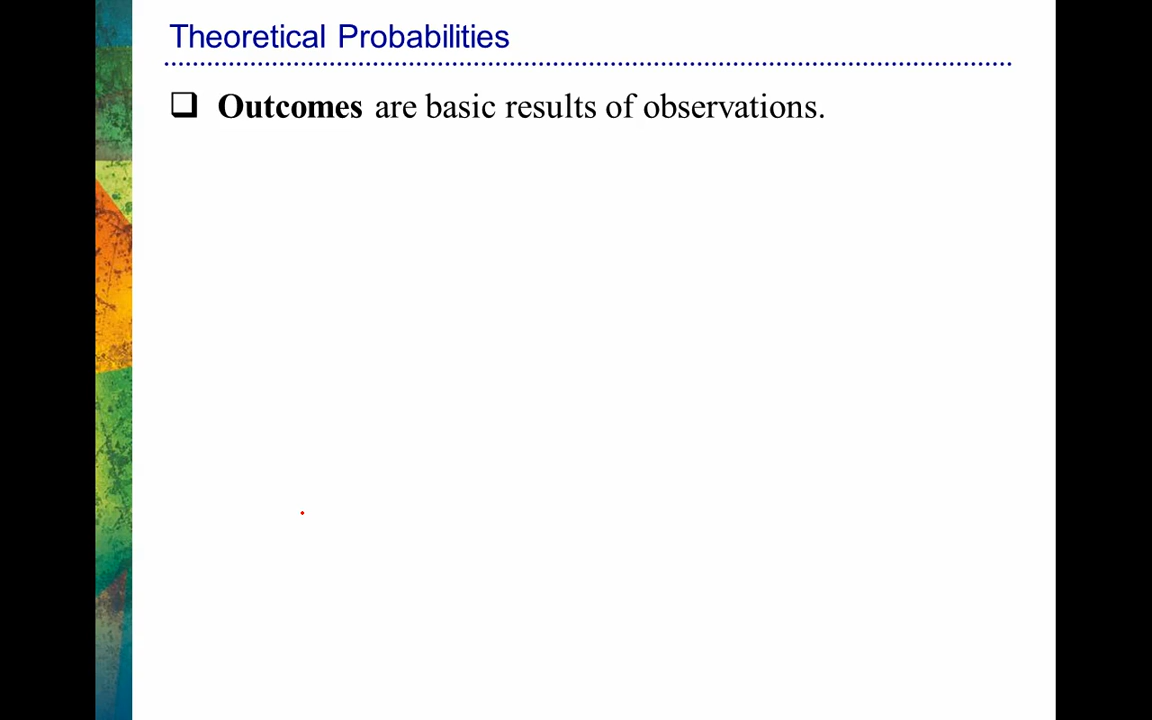 Theoretical Probabilities
❑ Outcomes are basic results of observations.